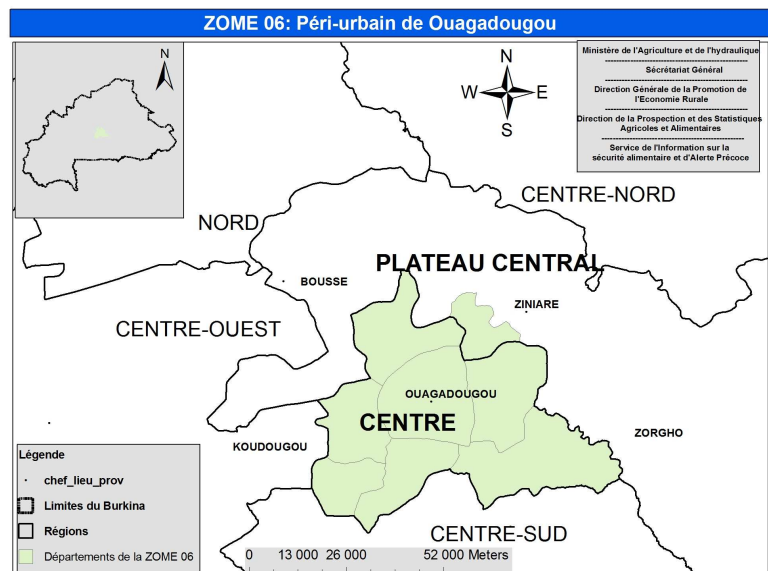 ZOME 06: Péri-urbain de Ouagadougou
N
N
W
E
S
Ministère de l'Agriculture et de l'hydraulique
Sécrétariat Général
Direction Générale de la Promotion de
l'Economie Rurale
Direction de la Prospection et des Statistiques
Agricoles et Alimentaires
Service de l'Information sur la
sécurité alimentaire et d'Alerte Précoce
CENTRE-NORD
NORD
PLATEAU CENTRAL
BOUSSE
ZINIARE
CENTRE-OUEST
OUAGADOUGOU
CENTRE
KOUDOUGOU
ZORGHO
CENTRE-SUD
Légende
chef_lieu_prov
Limites du Burkina
Régions
Départements de la ZOME 06
0 13 000 26 000 52 000 Meters